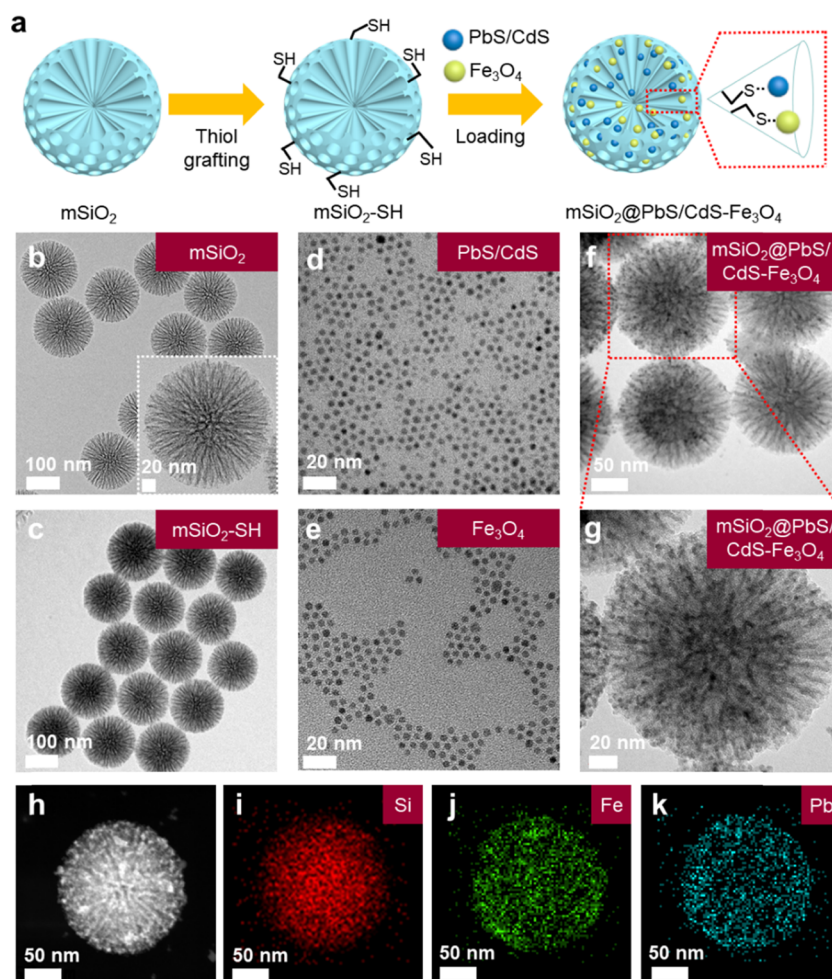 a
SH
SH
SH
SH
SH
SH
PbS/CdS
Fe₃O₄
Thiol
grafting
Loading
S
S
mSiO₂
mSiO₂-SH
mSiO₂@PbS/CdS-Fe₃O₄
b
mSiO₂
100 nm
20 nm
d
PbS/CdS
20 nm
f
mSiO₂@PbS/
CdS-Fe₃O₄
50 nm
c
mSiO₂-SH
100 nm
e
Fe₃O₄
20 nm
g
mSiO₂@PbS/
CdS-Fe₃O₄
20 nm
h
50 nm
i
Si
50 nm
j
Fe
50 nm
k
Pb
50 nm